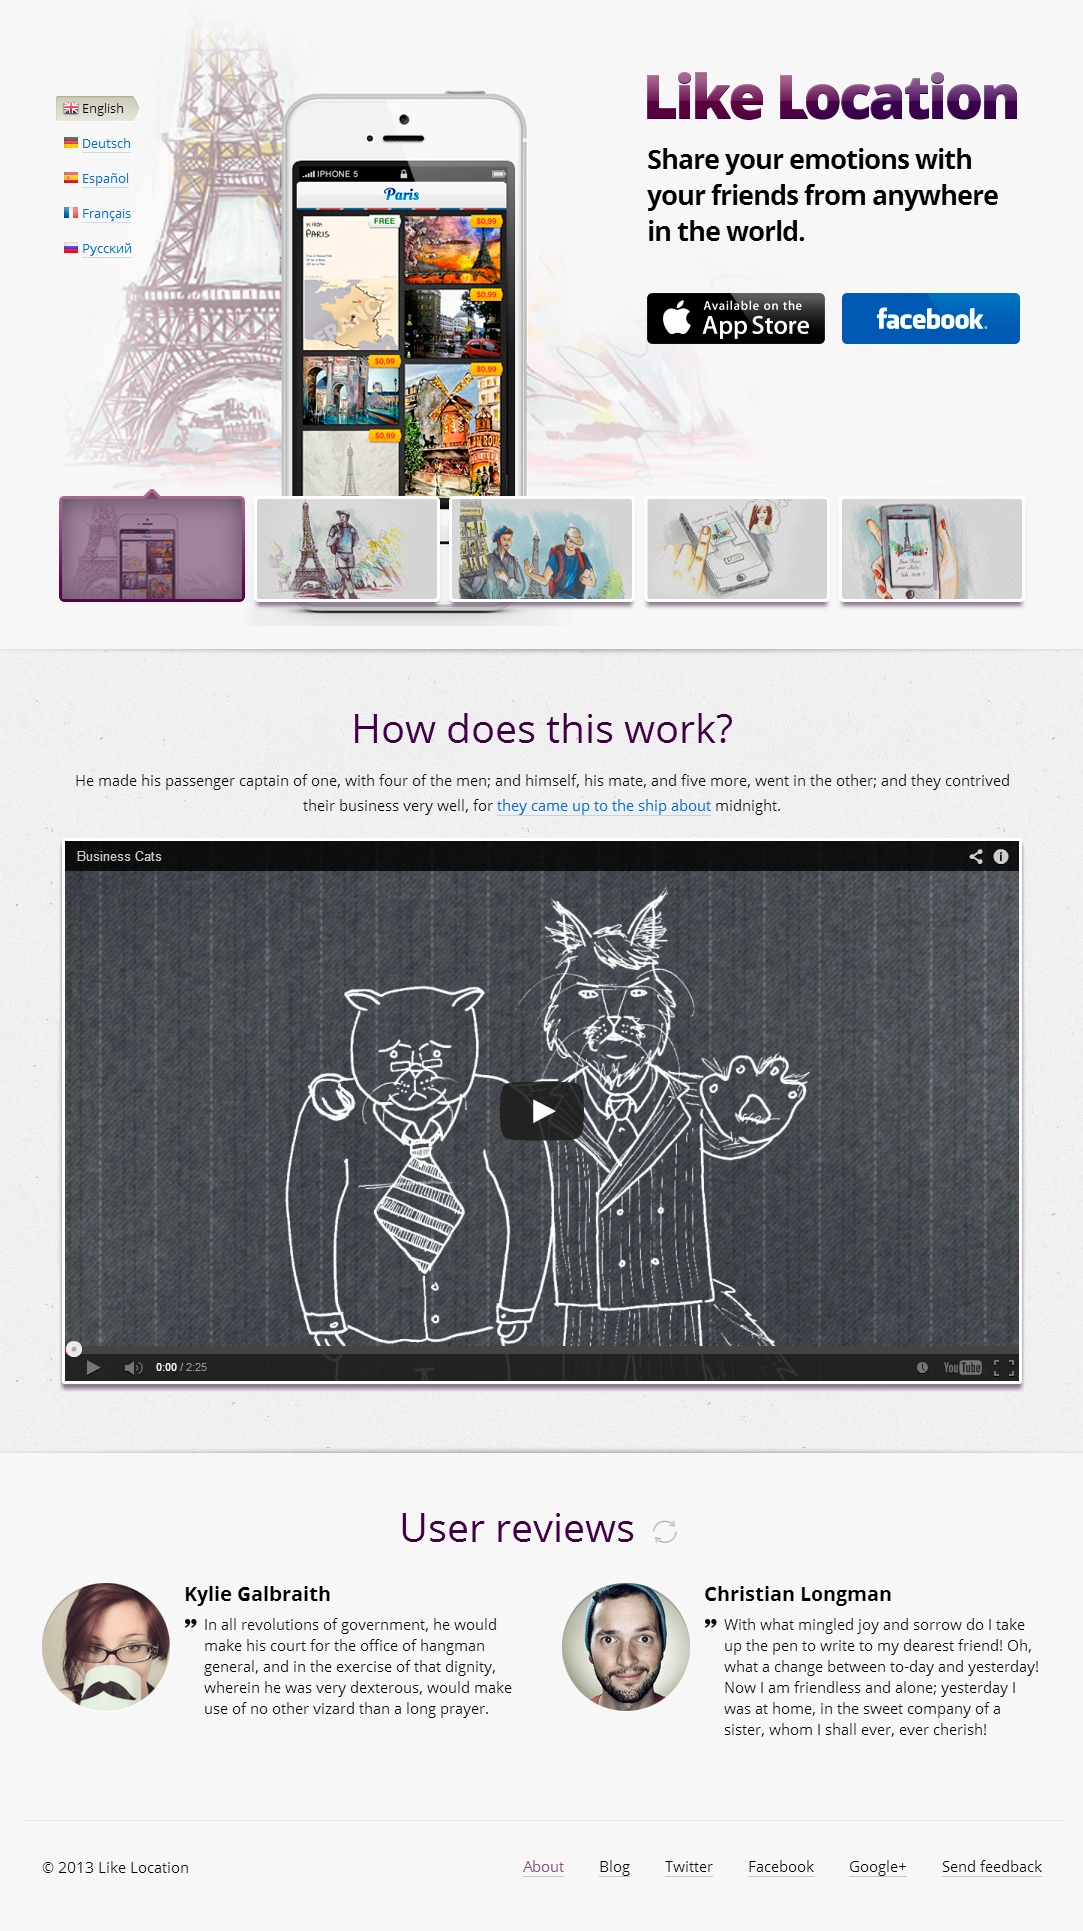 Like Location
English
Deutsch
Español
Français
Русский
Share your emotions with
your friends from anywhere
in the world.
IPHONE 5
Paris
FREE
$0,99
PARIS
$0,99
FRANCE
$0,99
$0,99
$0,99
Available on the
App Store
facebook.
How does this work?
He made his passenger captain of one, with four of the men; and himself, his mate, and five more, went in the other; and they contrived
their business very well, for they came up to the ship about midnight.
Business Cats
0:00 / 2:25
YouTube
User reviews
Kylie Galbraith
In all revolutions of government, he would
make his court for the office of hangman
general, and in the exercise of that dignity,
wherein he was very dexterous, would make
use of no other vizard than a long prayer.
Christian Longman
With what mingled joy and sorrow do I take
up the pen to write to my dearest friend! Oh,
what a change between to-day and yesterday!
Now I am friendless and alone; yesterday I
was at home, in the sweet company of a
sister, whom I shall ever, ever cherish!
© 2013 Like Location
About
Blog
Twitter
Facebook
Google+
Send feedback